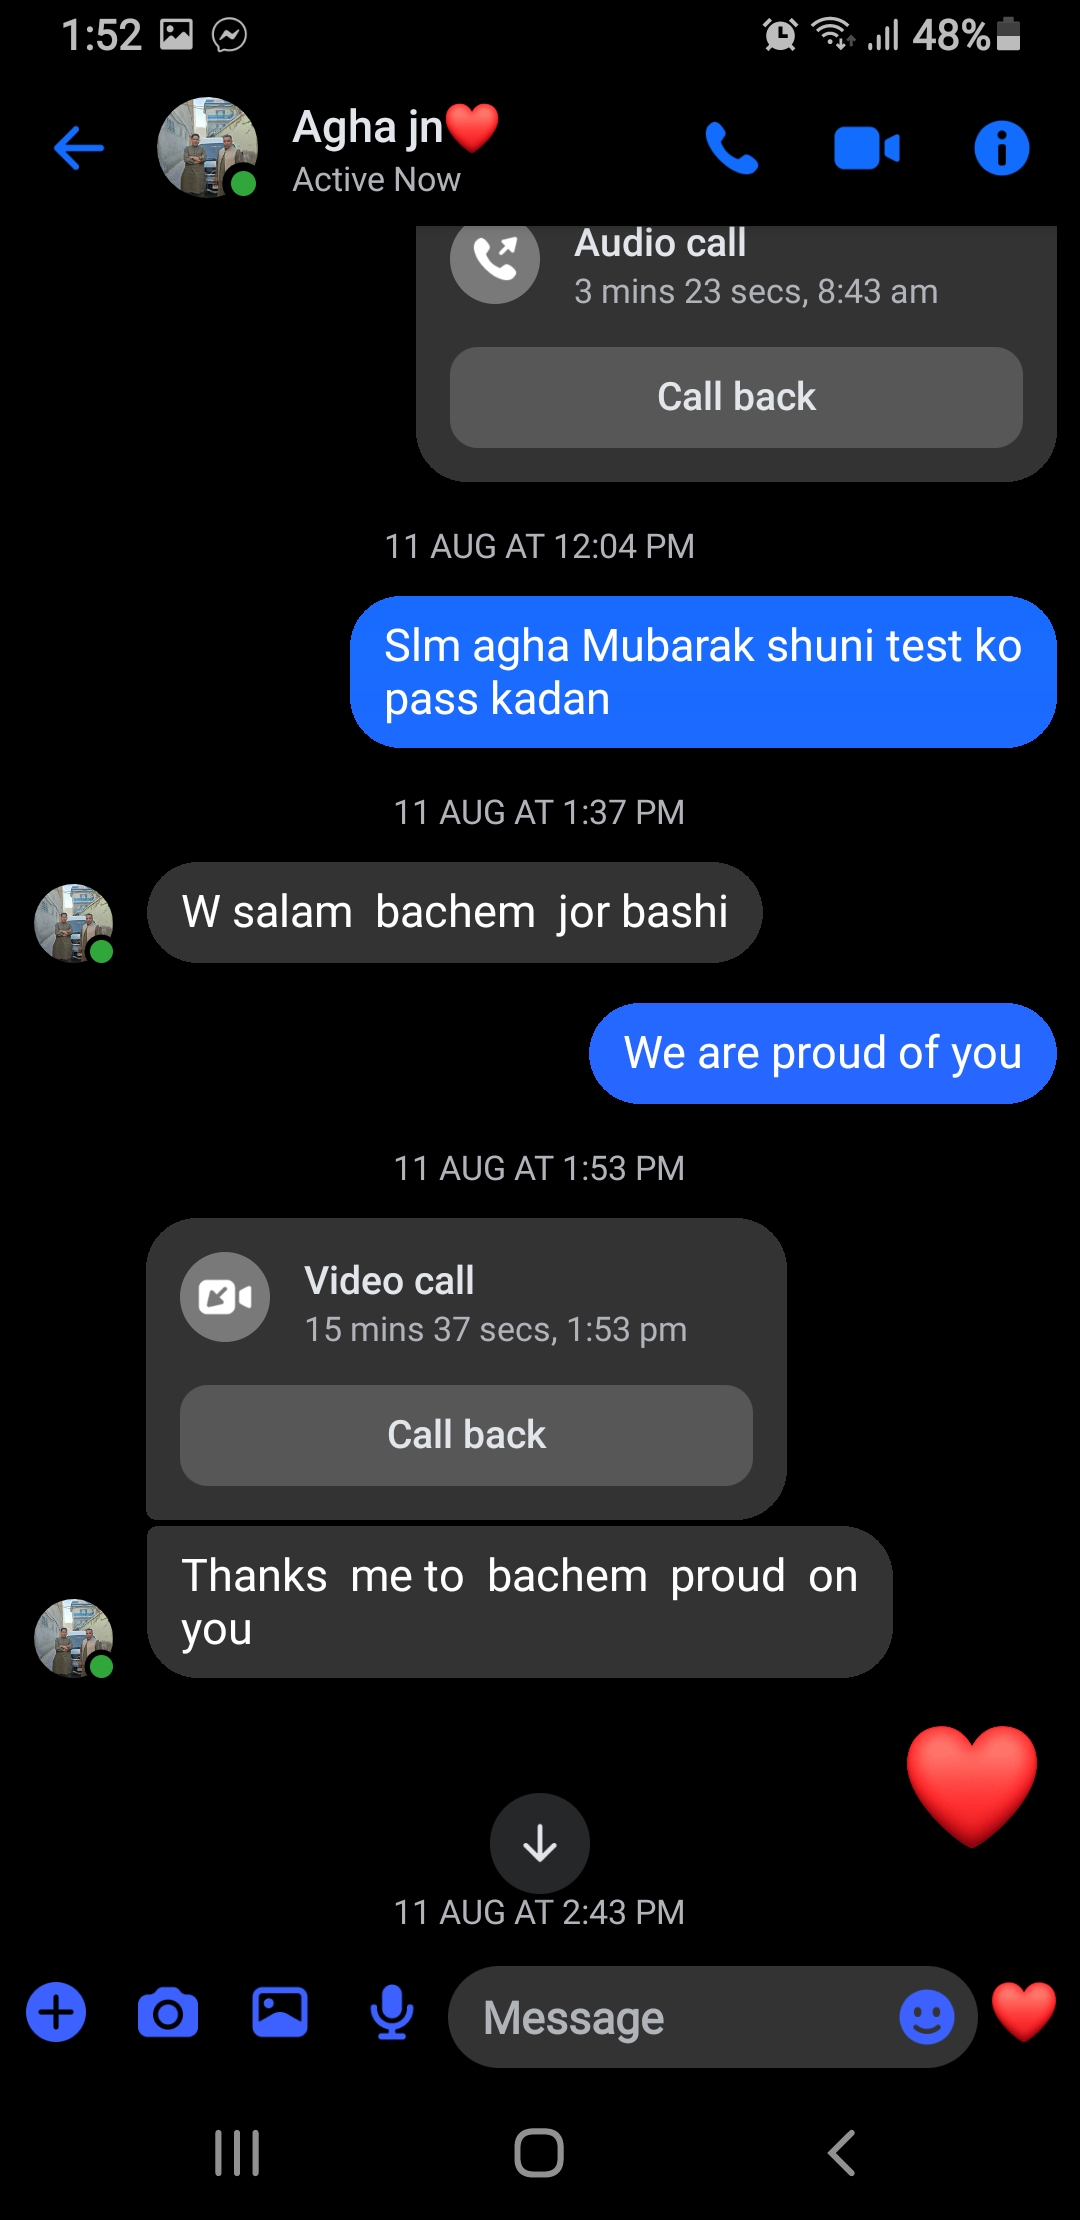 1:52
48%
Agha jn❤️
Active Now
Audio call
3 mins 23 secs, 8:43 am
Call back
11 AUG AT 12:04 PM
Slm agha Mubarak shuni test ko
pass kadan
11 AUG AT 1:37 PM
W salam  bachem  jor bashi
We are proud of you
11 AUG AT 1:53 PM
Video call
15 mins 37 secs, 1:53 pm
Call back
Thanks  me to  bachem  proud  on
you
❤️
11 AUG AT 2:43 PM
Message